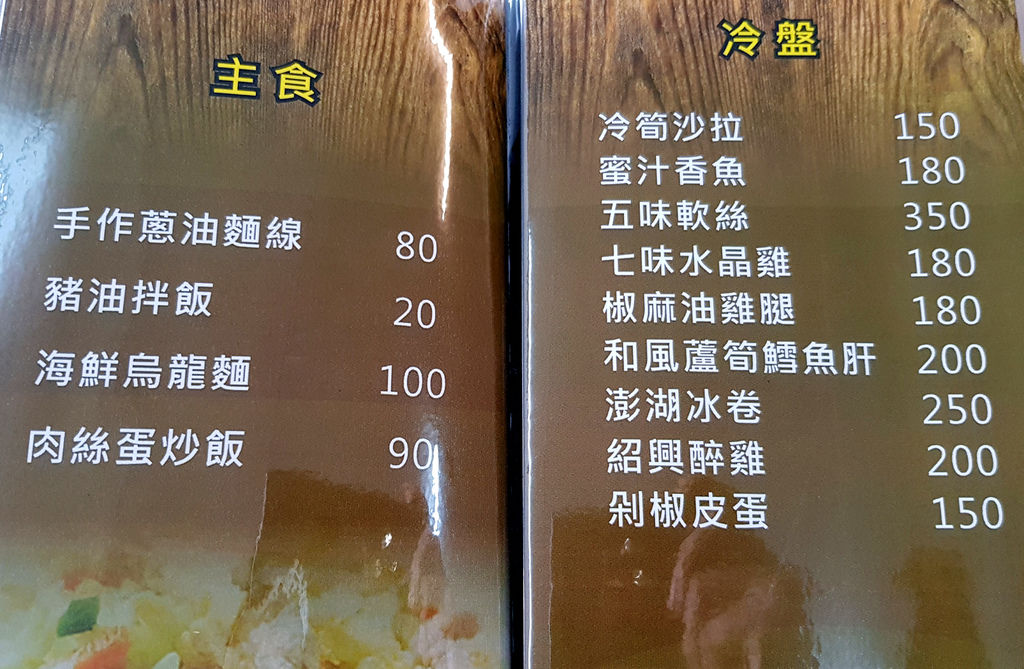 主食
手作蔥油麵線 80
豬油拌飯 20
海鮮烏龍麵 100
肉絲蛋炒飯 90
冷盤
冷筍沙拉 150
蜜汁香魚 180
五味軟絲 350
七味水晶雞 180
椒麻油雞腿 180
和風蘆筍鱈魚肝 200
澎湖冰卷 250
紹興醉雞 200
剁椒皮蛋 150